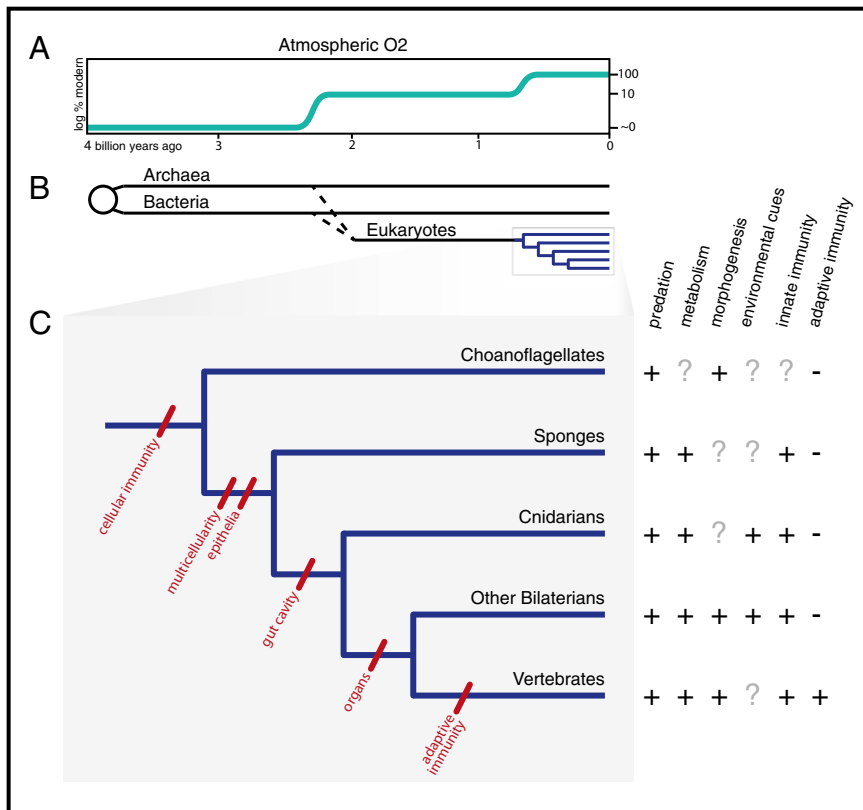 A
Atmospheric O2
log % modern
100
10
~0
4 billion years ago
3
2
1
0
B
Archaea
Bacteria
Eukaryotes
predation
metabolism
morphogenesis
environmental cues
innate immunity
adaptive immunity
C
Choanoflagellates
+ ? + ? ? -
Sponges
+ + ? ? + -
Cnidarians
+ + ? + + -
Other Bilaterians
+ + + + + -
Vertebrates
+ + + ? + +
cellular immunity
multicellularity
epithelia
gut cavity
organs
adaptive
immunity